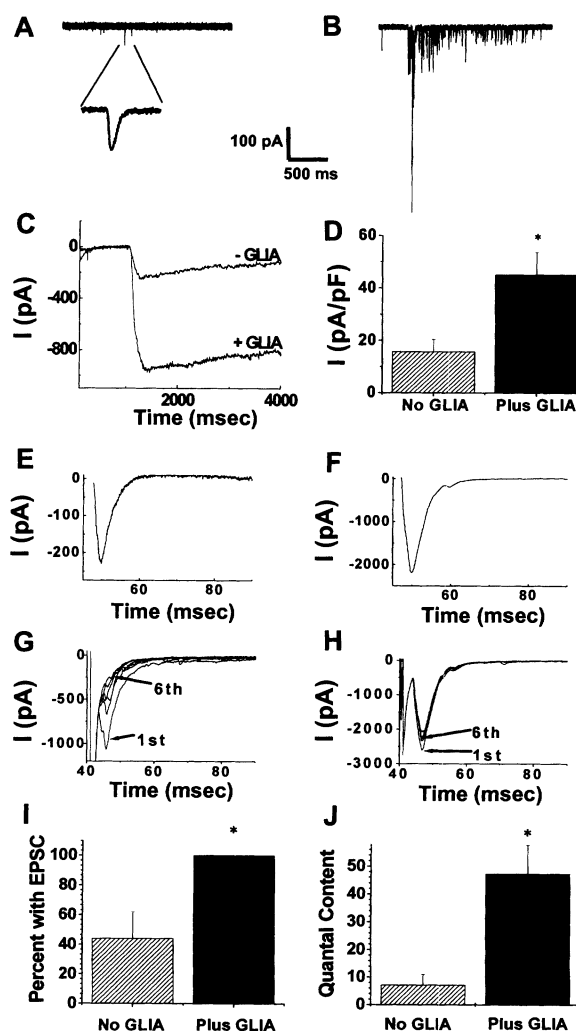 A
B
100 pA
500 ms
C
I (pA)
0
-400
-800
- GLIA
+ GLIA
2000
4000
Time (msec)
D
I (pA/pF)
60
40
20
0
*
No GLIA
Plus GLIA
E
I (pA)
0
-100
-200
60
80
Time (msec)
F
I (pA)
0
-1000
-2000
60
80
Time (msec)
G
I (pA)
0
-500
-1000
6th
1st
40
60
80
Time (msec)
H
I (pA)
0
-1000
-2000
-3000
6th
1st
40
60
80
Time (msec)
I
Percent with EPSC
100
80
60
40
20
0
*
No GLIA
Plus GLIA
J
Quantal Content
50
40
30
20
10
0
*
No GLIA
Plus GLIA